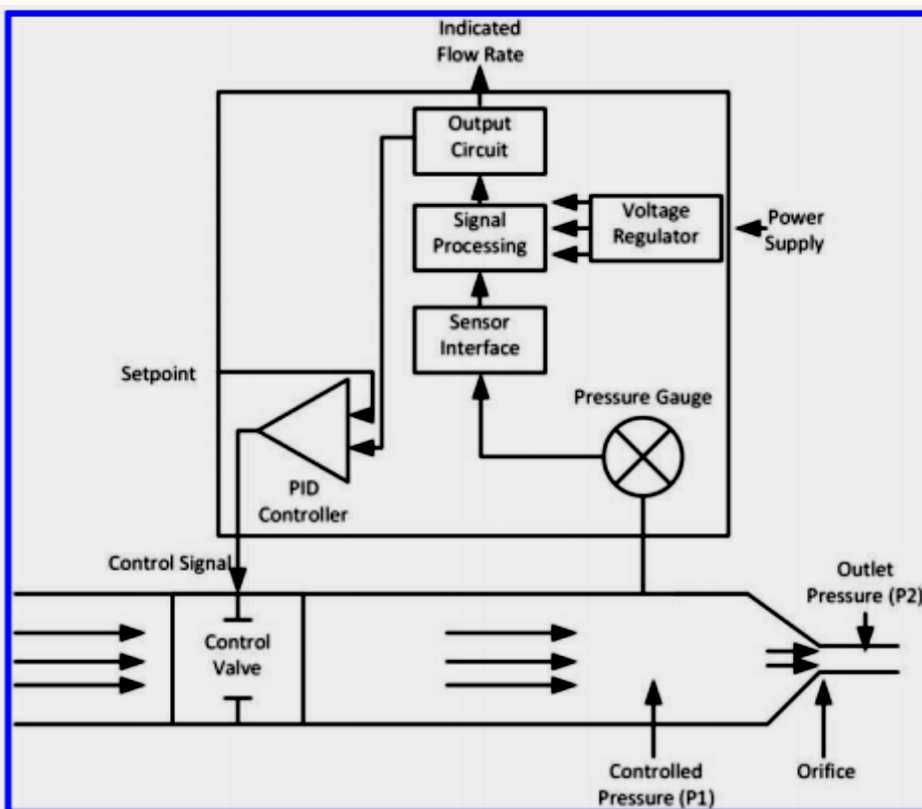 Indicated
Flow Rate
Output
Circuit
Signal
Processing
Voltage
Regulator
Power
Supply
Sensor
Interface
Setpoint
Pressure Gauge
PID
Controller
Control Signal
Outlet
Pressure (P2)
Control
Valve
Controlled
Pressure (P1)
Orifice